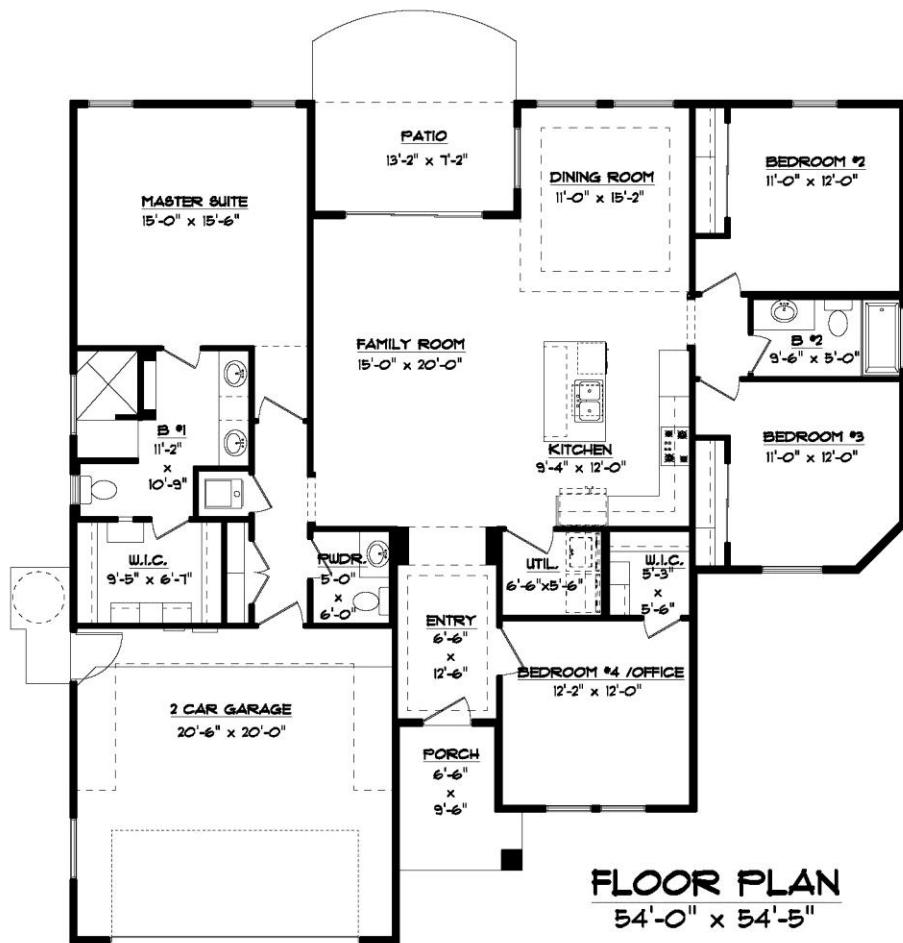 PATIO
13'-2" x 7'-2"
MASTER SUITE
15'-0" x 15'-6"
DINING ROOM
11'-0" x 15'-2"
BEDROOM #2
11'-0" x 12'-0"
FAMILY ROOM
15'-0" x 20'-0"
B #2
9'-6" x 5'-0"
B #1
11'-2"
x
10'-9"
KITCHEN
9'-4" x 12'-0"
BEDROOM #3
11'-0" x 12'-0"
W.I.C.
9'-5" x 6'-7"
PWDR.
5'-0"
x
6'-0"
UTIL.
6'-6"x5'-6"
W.I.C.
5'-3"
x
5'-6"
ENTRY
6'-6"
x
12'-6"
BEDROOM #4 /OFFICE
12'-2" x 12'-0"
2 CAR GARAGE
20'-6" x 20'-0"
PORCH
6'-6"
x
9'-6"
FLOOR PLAN
54'-0" x 54'-5"